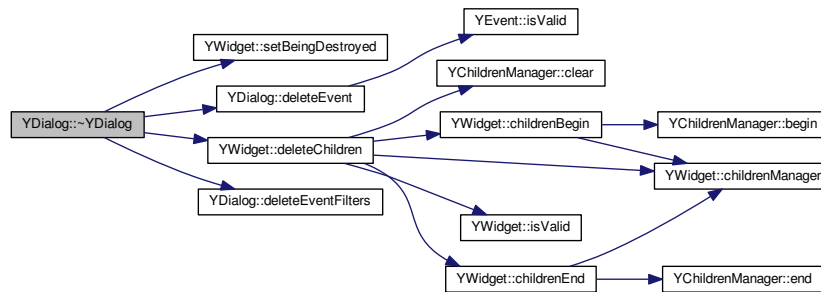 YDialog::~YDialog
YWidget::setBeingDestroyed
YDialog::deleteEvent
YWidget::deleteChildren
YDialog::deleteEventFilters
YEvent::isValid
YChildrenManager::clear
YWidget::childrenBegin
YWidget::isValid
YWidget::childrenEnd
YChildrenManager::begin
YWidget::childrenManager
YChildrenManager::end